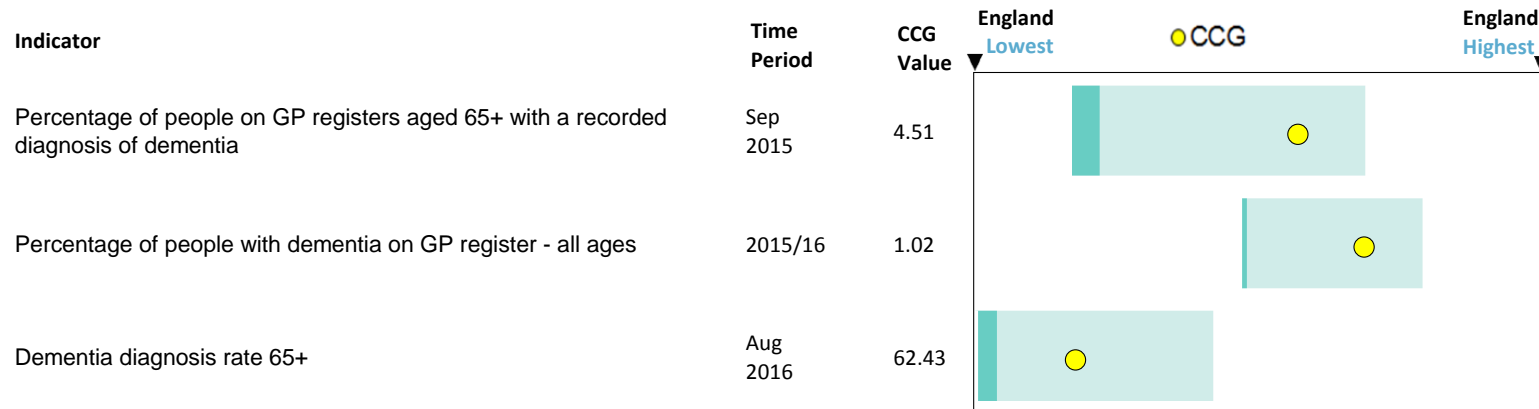 Indicator
Time
Period
CCG
Value
England
Lowest
CCG
England
Highest
Percentage of people on GP registers aged 65+ with a recorded
diagnosis of dementia
Sep
2015
4.51
Percentage of people with dementia on GP register - all ages
2015/16
1.02
Dementia diagnosis rate 65+
Aug
2016
62.43